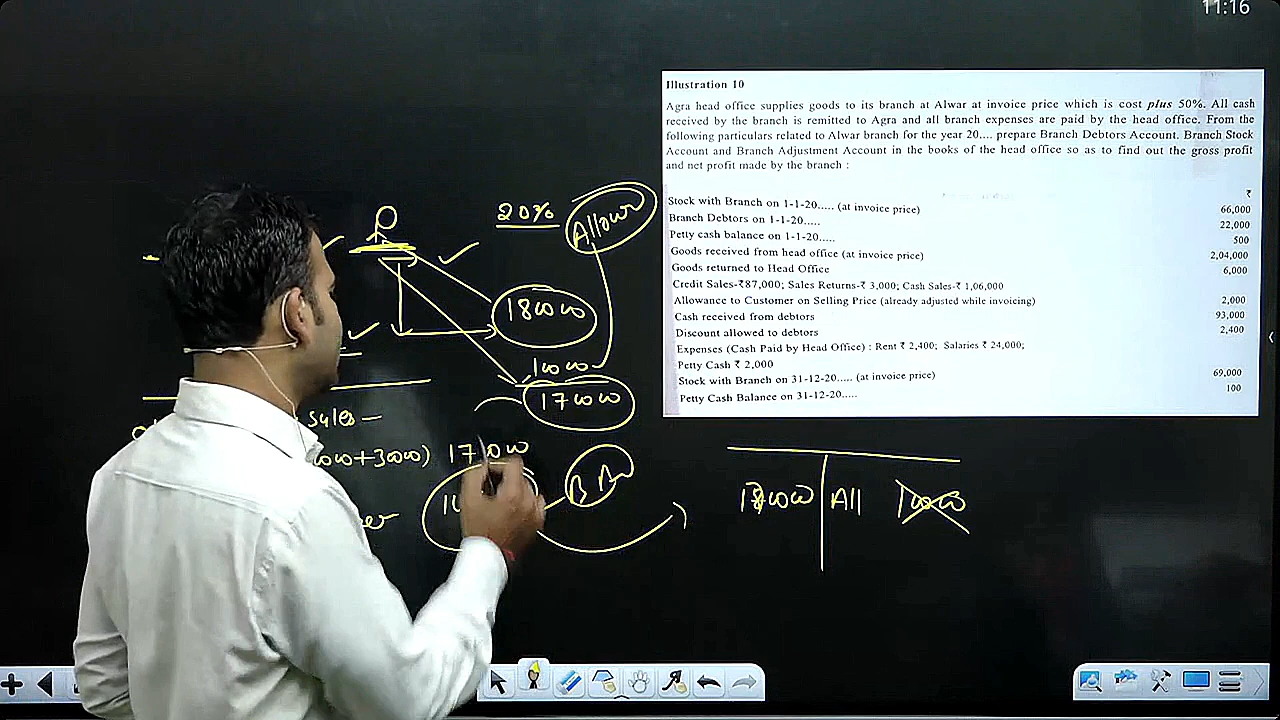 11:16
Illustration 10
Agra head office supplies goods to its branch at Alwar at invoice price which is cost plus 50%. All cash
received by the branch is remitted to Agra and all branch expenses are paid by the head office. From the
following particulars related to Alwar branch for the year 20.... prepare Branch Debtors Account. Branch Stock
Account and Branch Adjustment Account in the books of the head office so as to find out the gross profit
and net profit made by the branch :
₹
Stock with Branch on 1-1-20..... (at invoice price) 66,000
Branch Debtors on 1-1-20..... 22,000
Petty cash balance on 1-1-20..... 500
Goods received from head office (at invoice price) 2,04,000
Goods returned to Head Office 6,000
Credit Sales-₹87,000; Sales Returns-₹ 3,000; Cash Sales-₹ 1,06,000
Allowance to Customer on Selling Price (already adjusted while invoicing) 2,000
Cash received from debtors 93,000
Discount allowed to debtors 2,400
Expenses (Cash Paid by Head Office) : Rent ₹ 2,400; Salaries ₹ 24,000;
Petty Cash ₹ 2,000
Stock with Branch on 31-12-20..... (at invoice price) 69,000
Petty Cash Balance on 31-12-20..... 100
20% Allow
18000
1000
17000
sales -
+3000)
18000 All 1000